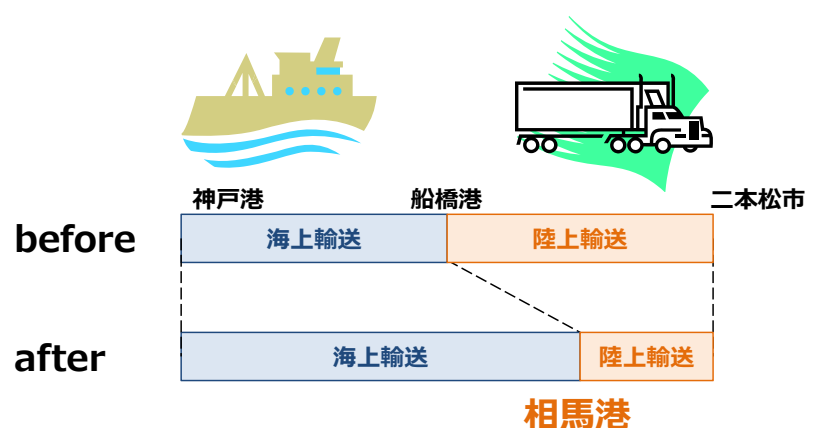 神戸港 船橋港 二本松市
before 海上輸送 陸上輸送
after 海上輸送 陸上輸送
相馬港